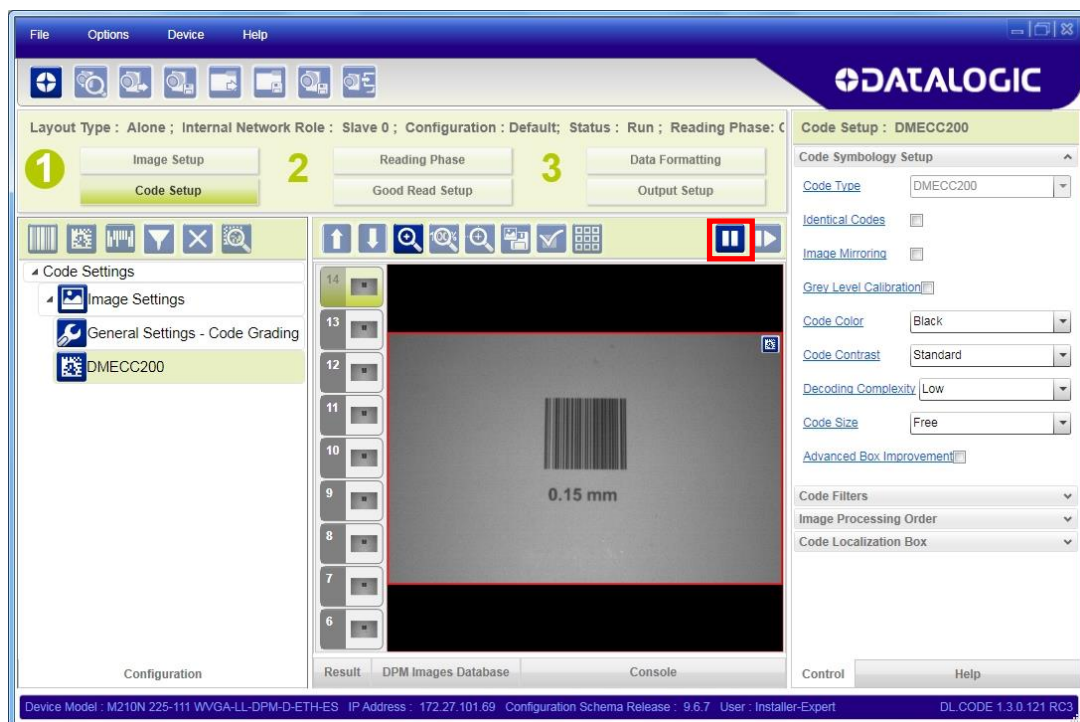 File Options Device Help
DATALOGIC
Layout Type : Alone ; Internal Network Role : Slave 0 ; Configuration : Default; Status : Run ; Reading Phase: (
1 Image Setup 2 Reading Phase 3 Data Formatting
Code Setup Good Read Setup Output Setup
100%
Code Settings
Image Settings
General Settings - Code Grading
DMECC200
Configuration
14
13
12
11
10
9
8
7
6
0.15 mm
Result DPM Images Database Console
Code Setup : DMECC200
Code Symbology Setup
Code Type DMECC200
Identical Codes
Image Mirroring
Grey Level Calibration
Code Color Black
Code Contrast Standard
Decoding Complexity Low
Code Size Free
Advanced Box Improvement
Code Filters
Image Processing Order
Code Localization Box
Control Help
Device Model : M210N 225-111 WVGA-LL-DPM-D-ETH-ES IP Address : 172.27.101.69 Configuration Schema Release : 9.6.7 User : Installer-Expert DL.CODE 1.3.0.121 RC3